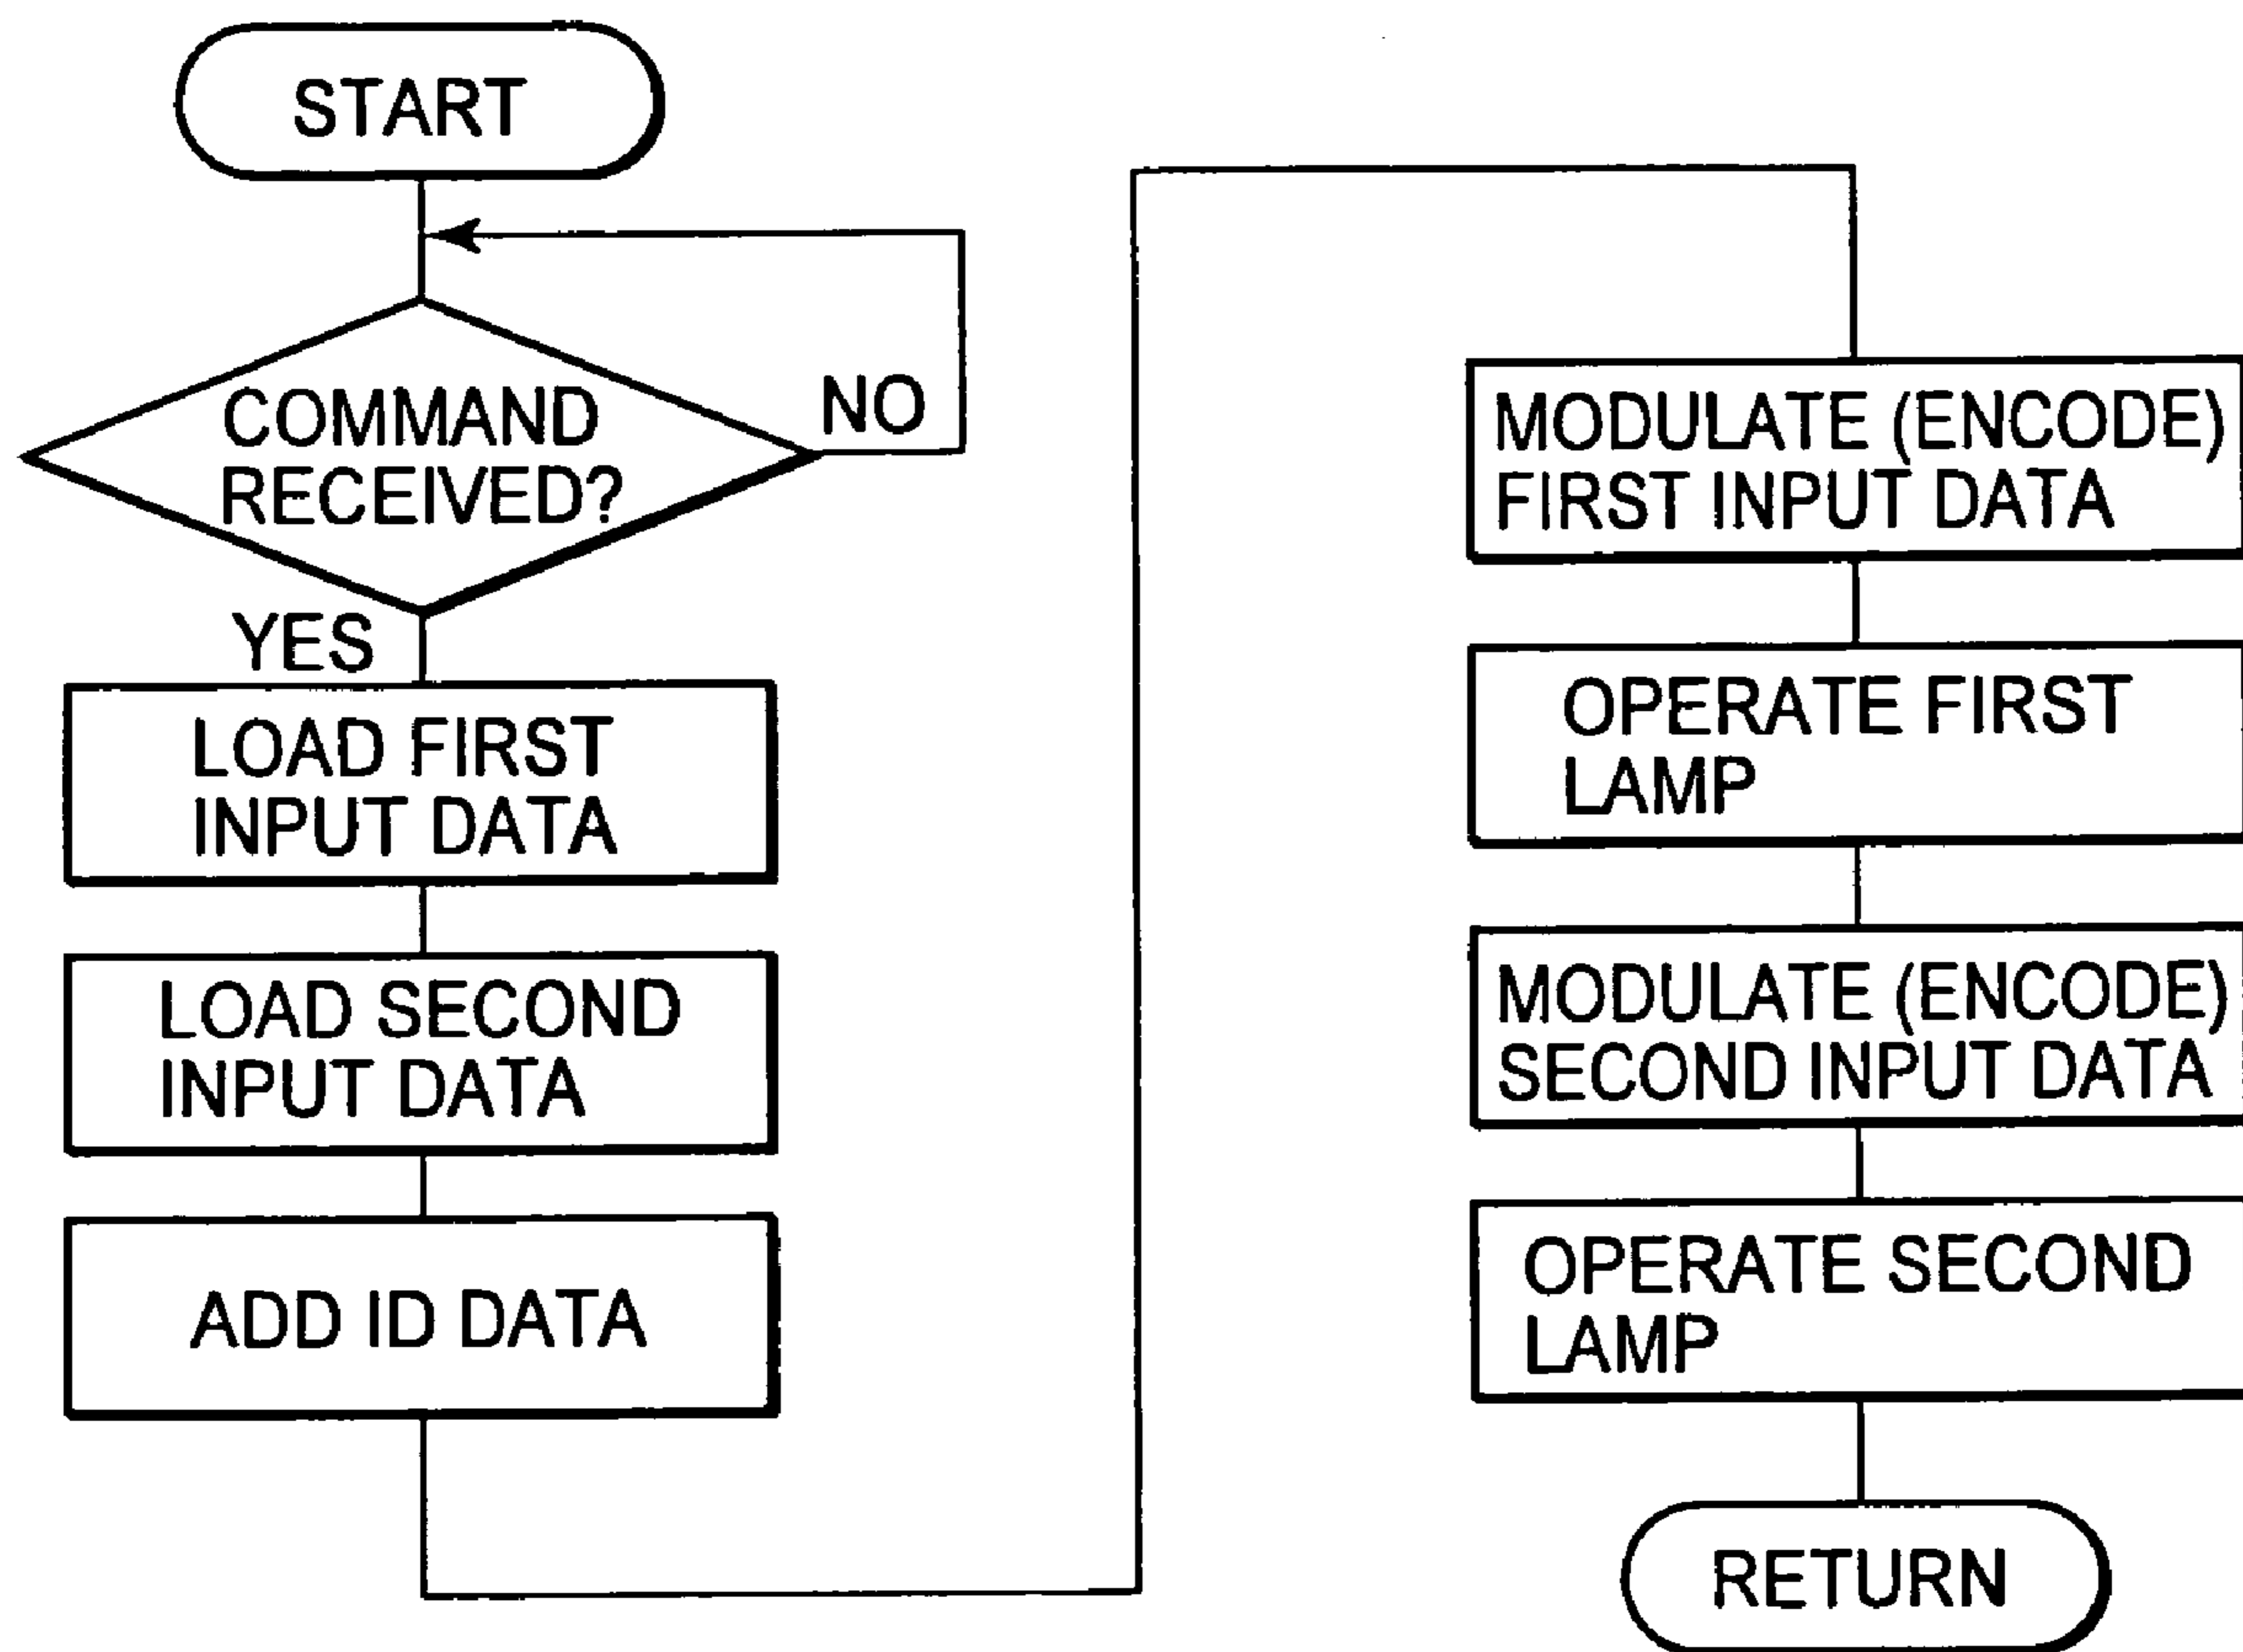 START
COMMAND
RECEIVED?
NO
YES
LOAD FIRST
INPUT DATA
LOAD SECOND
INPUT DATA
ADD ID DATA
MODULATE (ENCODE)
FIRST INPUT DATA
OPERATE FIRST
LAMP
MODULATE (ENCODE)
SECOND INPUT DATA
OPERATE SECOND
LAMP
RETURN